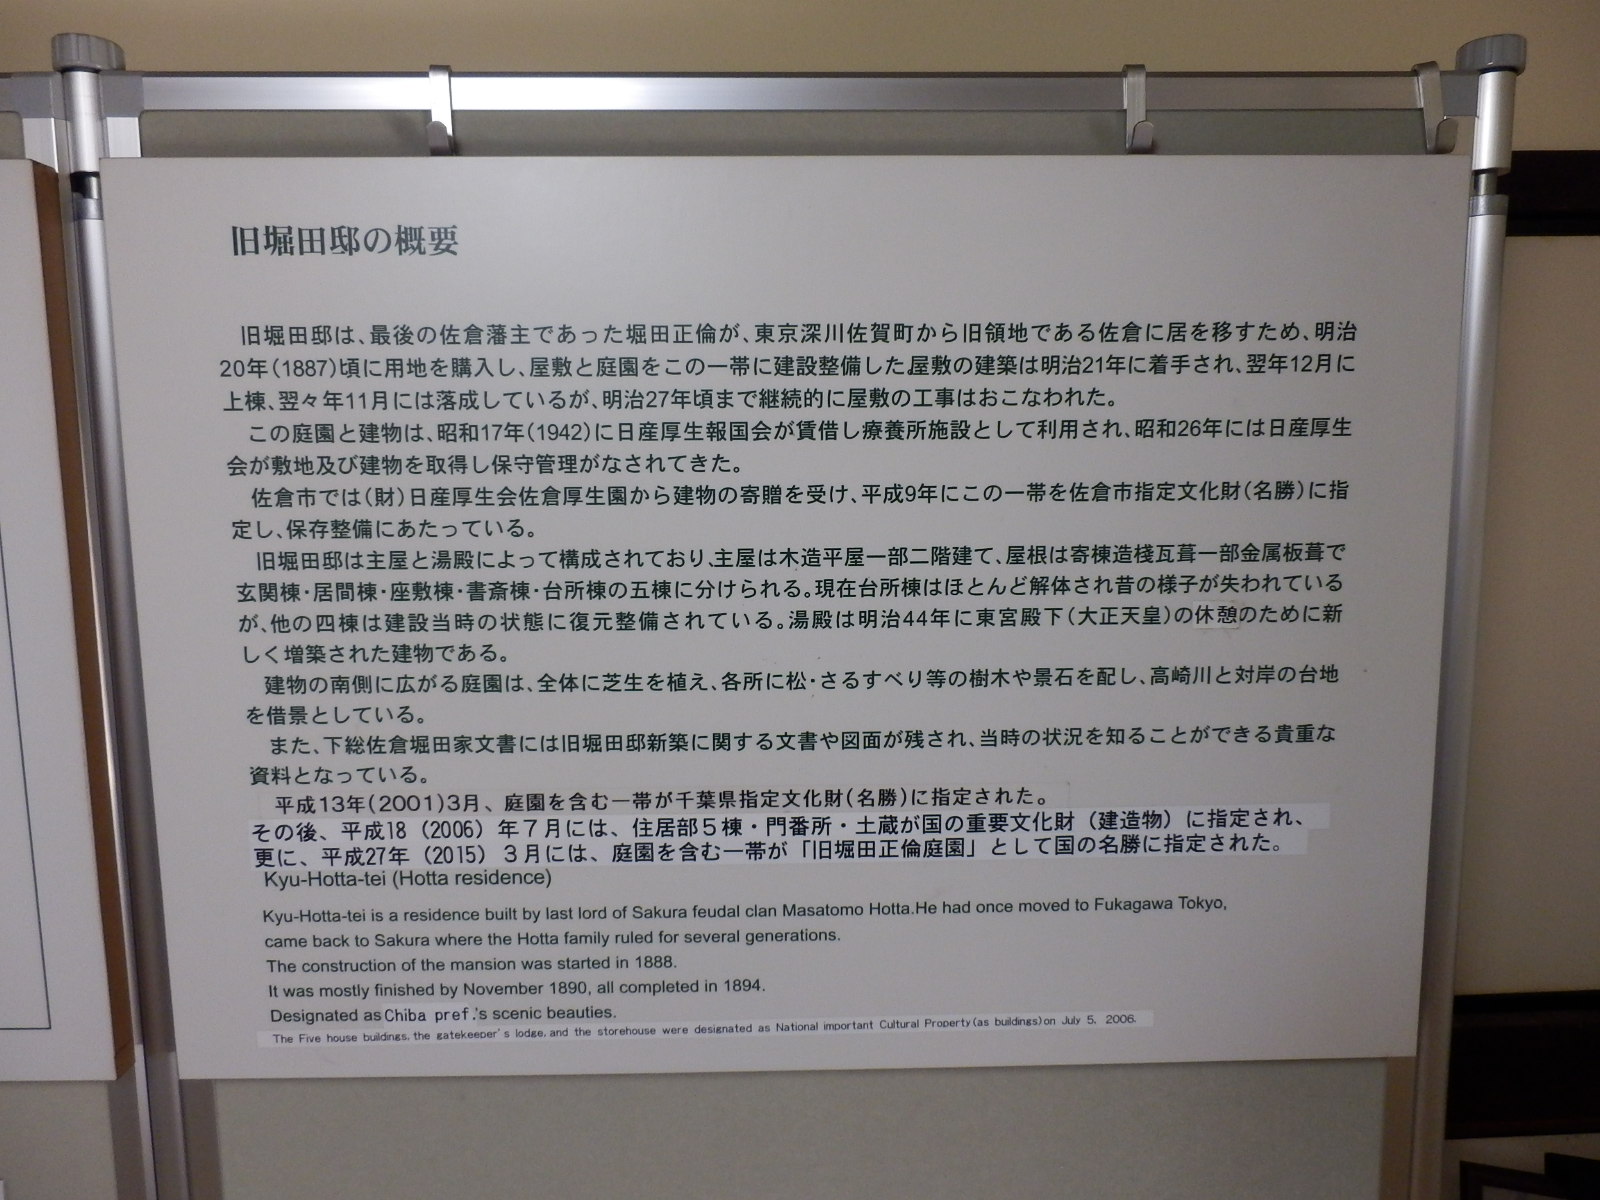 旧堀田邸の概要
旧堀田邸は、最後の佐倉藩主であった堀田正倫が、東京深川佐賀町から旧領地である佐倉に居を移すため、明治
20年(1887)頃に用地を購入し、屋敷と庭園をこの一帯に建設整備した。屋敷の建築は明治21年に着手され、翌年12月に
上棟、翌々年11月には落成しているが、明治27年頃まで継続的に屋敷の工事はおこなわれた。
この庭園と建物は、昭和17年(1942)に日産厚生報国会が賃借し療養所施設として利用され、昭和26年には日産厚生
会が敷地及び建物を取得し保守管理がなされてきた。
佐倉市では(財)日産厚生会佐倉厚生園から建物の寄贈を受け、平成9年にこの一帯を佐倉市指定文化財(名勝)に指
定し、保存整備にあたっている。
旧堀田邸は主屋と湯殿によって構成されており、主屋は木造平屋一部二階建て、屋根は寄棟造棧瓦葺一部金属板葺で
玄関棟・居間棟・座敷棟・書斎棟・台所棟の五棟に分けられる。現在台所棟はほとんど解体され昔の様子が失われている
が、他の四棟は建設当時の状態に復元整備されている。湯殿は明治44年に東宮殿下(大正天皇)の休憩のために新
しく増築された建物である。
建物の南側に広がる庭園は、全体に芝生を植え、各所に松・さるすべり等の樹木や景石を配し、高崎川と対岸の台地
を借景としている。
また、下総佐倉堀田家文書には旧堀田邸新築に関する文書や図面が残され、当時の状況を知ることができる貴重な
資料となっている。
平成13年(2001)3月、庭園を含む一帯が千葉県指定文化財(名勝)に指定された。
その後、平成18（2006）年７月には、住居部５棟・門番所・土蔵が国の重要文化財（建造物）に指定され、
更に、平成27年（2015）３月には、庭園を含む一帯が「旧堀田正倫庭園」として国の名勝に指定された。
Kyu-Hotta-tei (Hotta residence)
Kyu-Hotta-tei is a residence built by last lord of Sakura feudal clan Masatomo Hotta.He had once moved to Fukagawa Tokyo,
came back to Sakura where the Hotta family ruled for several generations.
The construction of the mansion was started in 1888.
It was mostly finished by November 1890, all completed in 1894.
Designated as Chiba pref.'s scenic beauties.
The Five house buildings, the gatekeeper's lodge, and the storehouse were designated as National important Cultural Property(as buildings)on July 5, 2006.